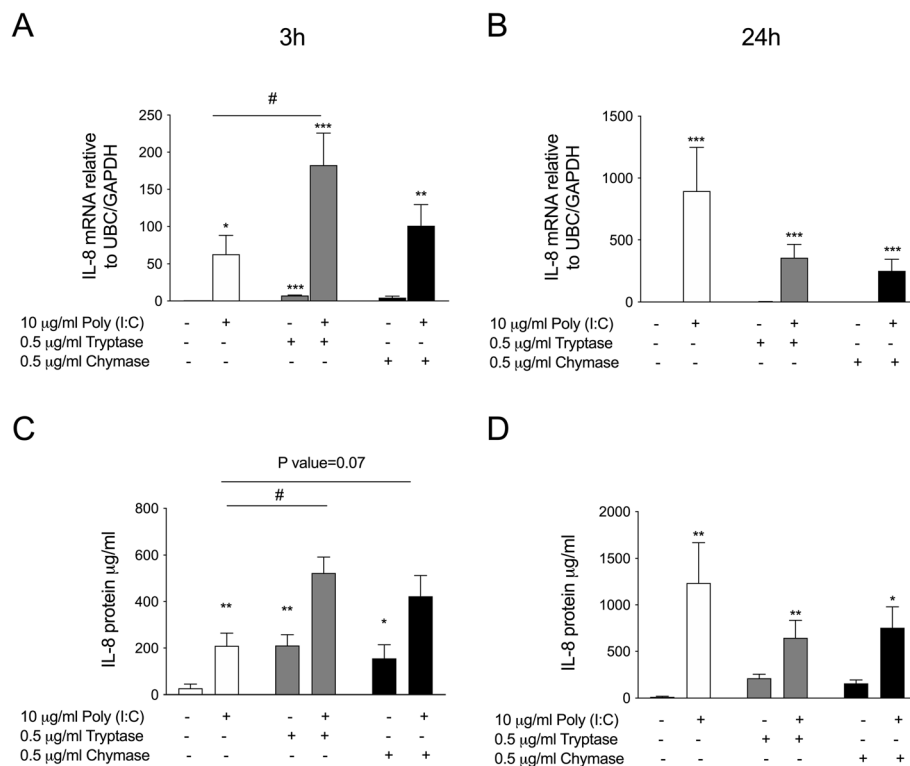 A
3h
B
24h
#
IL-8 mRNA relative
to UBC/GAPDH
250
200
150
100
50
0
*
***
***
**
10 µg/ml Poly (I:C) - + - + - +
0.5 µg/ml Tryptase - - + + - -
0.5 µg/ml Chymase - - - - + +
IL-8 mRNA relative
to UBC/GAPDH
1500
1000
500
0
***
***
***
10 µg/ml Poly (I:C) - + - + - +
0.5 µg/ml Tryptase - - + + - -
0.5 µg/ml Chymase - - - - + +
C
P value=0.07
#
IL-8 protein µg/ml
800
600
400
200
0
**
**
*
10 µg/ml Poly (I:C) - + - + - +
0.5 µg/ml Tryptase - - + + - -
0.5 µg/ml Chymase - - - - + +
D
IL-8 protein µg/ml
2000
1500
1000
500
0
**
**
*
10 µg/ml Poly (I:C) - + - + - +
0.5 µg/ml Tryptase - - + + - -
0.5 µg/ml Chymase - - - - + +